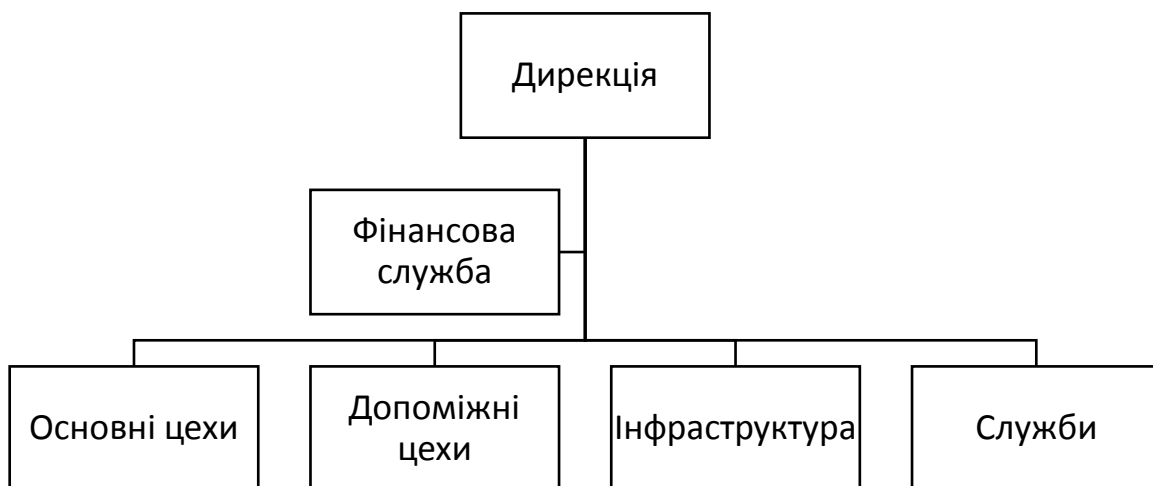 Дирекція
Фінансова
служба
Основні цехи
Допоміжні
цехи
Інфраструктура
Служби